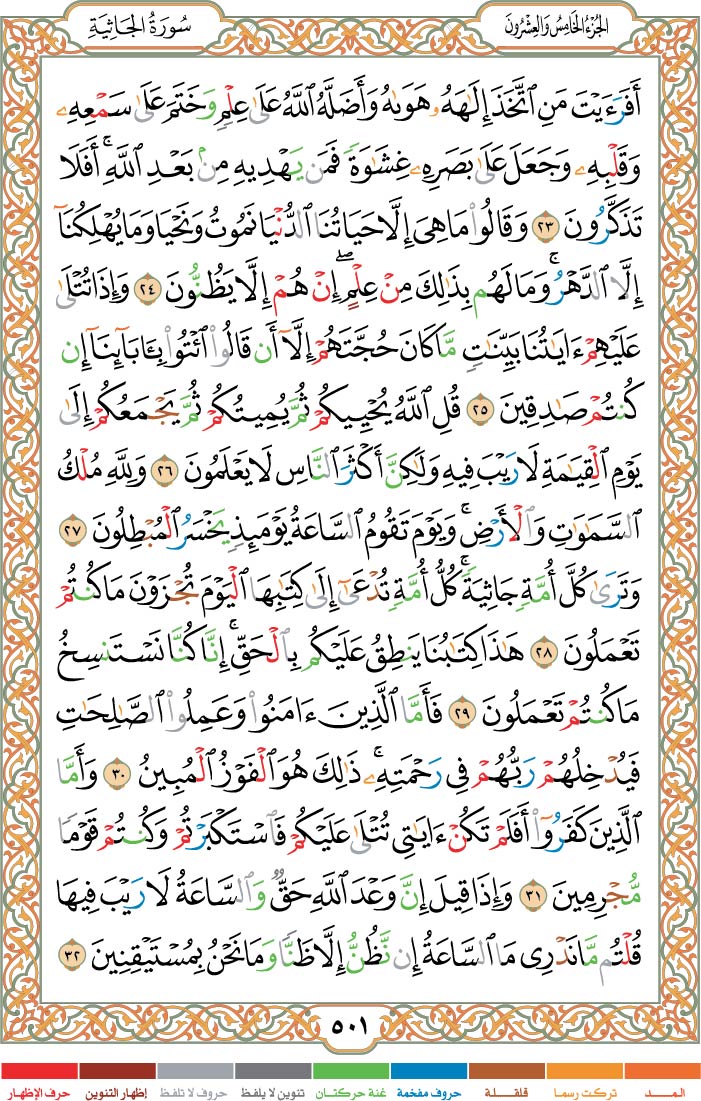 الجُزْءُ الخَامِسُ وَالعِشْرُونَ
سُورَةُ الجَاثِيَةِ
أَفَرَءَيْتَ مَنِ ٱتَّخَذَ إِلَٰهَهُۥ هَوَىٰهُ وَأَضَلَّهُ ٱللَّهُ عَلَىٰ عِلْمٍ وَخَتَمَ عَلَىٰ سَمْعِهِۦ
وَقَلْبِهِۦ وَجَعَلَ عَلَىٰ بَصَرِهِۦ غِشَٰوَةً فَمَن يَهْدِيهِ مِنۢ بَعْدِ ٱللَّهِ ۚ أَفَلَا
تَذَكَّرُونَ ٢٣ وَقَالُوا۟ مَا هِىَ إِلَّا حَيَاتُنَا ٱلدُّنْيَا نَمُوتُ وَنَحْيَا وَمَا يُهْلِكُنَآ
إِلَّا ٱلدَّهْرُ ۚ وَمَا لَهُم بِذَٰلِكَ مِنْ عِلْمٍ ۖ إِنْ هُمْ إِلَّا يَظُنُّونَ ٢٤ وَإِذَا تُتْلَىٰ
عَلَيْهِمْ ءَايَٰتُنَا بَيِّنَٰتٍ مَّا كَانَ حُجَّتَهُمْ إِلَّآ أَن قَالُوا۟ ٱئْتُوا۟ بِـَٔابَآئِنَآ إِن
كُنتُمْ صَٰدِقِينَ ٢٥ قُلِ ٱللَّهُ يُحْيِيكُمْ ثُمَّ يُمِيتُكُمْ ثُمَّ يَجْمَعُكُمْ إِلَىٰ
يَوْمِ ٱلْقِيَٰمَةِ لَا رَيْبَ فِيهِ وَلَٰكِنَّ أَكْثَرَ ٱلنَّاسِ لَا يَعْلَمُونَ ٢٦ وَلِلَّهِ مُلْكُ
ٱلسَّمَٰوَٰتِ وَٱلْأَرْضِ ۚ وَيَوْمَ تَقُومُ ٱلسَّاعَةُ يَوْمَئِذٍ يَخْسَرُ ٱلْمُبْطِلُونَ ٢٧
وَتَرَىٰ كُلَّ أُمَّةٍ جَاثِيَةً ۚ كُلُّ أُمَّةٍ تُدْعَىٰٓ إِلَىٰ كِتَٰبِهَا ٱلْيَوْمَ تُجْزَوْنَ مَا كُنتُمْ
تَعْمَلُونَ ٢٨ هَٰذَا كِتَٰبُنَا يَنطِقُ عَلَيْكُم بِٱلْحَقِّ ۚ إِنَّا كُنَّا نَسْتَنسِخُ
مَا كُنتُمْ تَعْمَلُونَ ٢٩ فَأَمَّا ٱلَّذِينَ ءَامَنُوا۟ وَعَمِلُوا۟ ٱلصَّٰلِحَٰتِ
فَيُدْخِلُهُمْ رَبُّهُمْ فِى رَحْمَتِهِۦ ۚ ذَٰلِكَ هُوَ ٱلْفَوْزُ ٱلْمُبِينُ ٣٠ وَأَمَّا
ٱلَّذِينَ كَفَرُوٓا۟ أَفَلَمْ تَكُنْ ءَايَٰتِى تُتْلَىٰ عَلَيْكُمْ فَٱسْتَكْبَرْتُمْ وَكُنتُمْ قَوْمًا
مُّجْرِمِينَ ٣١ وَإِذَا قِيلَ إِنَّ وَعْدَ ٱللَّهِ حَقٌّ وَٱلسَّاعَةُ لَا رَيْبَ فِيهَا
قُلْتُم مَّا نَدْرِى مَا ٱلسَّاعَةُ إِن نَّظُنُّ إِلَّا ظَنًّا وَمَا نَحْنُ بِمُسْتَيْقِنِينَ ٣٢
٥٠١
المـــد تركت رسما قلقـلة حروف مفخمة غنة حركتـان تنوين لا يلفظ حروف لا تلفظ إظهار التنوين حرف الإظهار